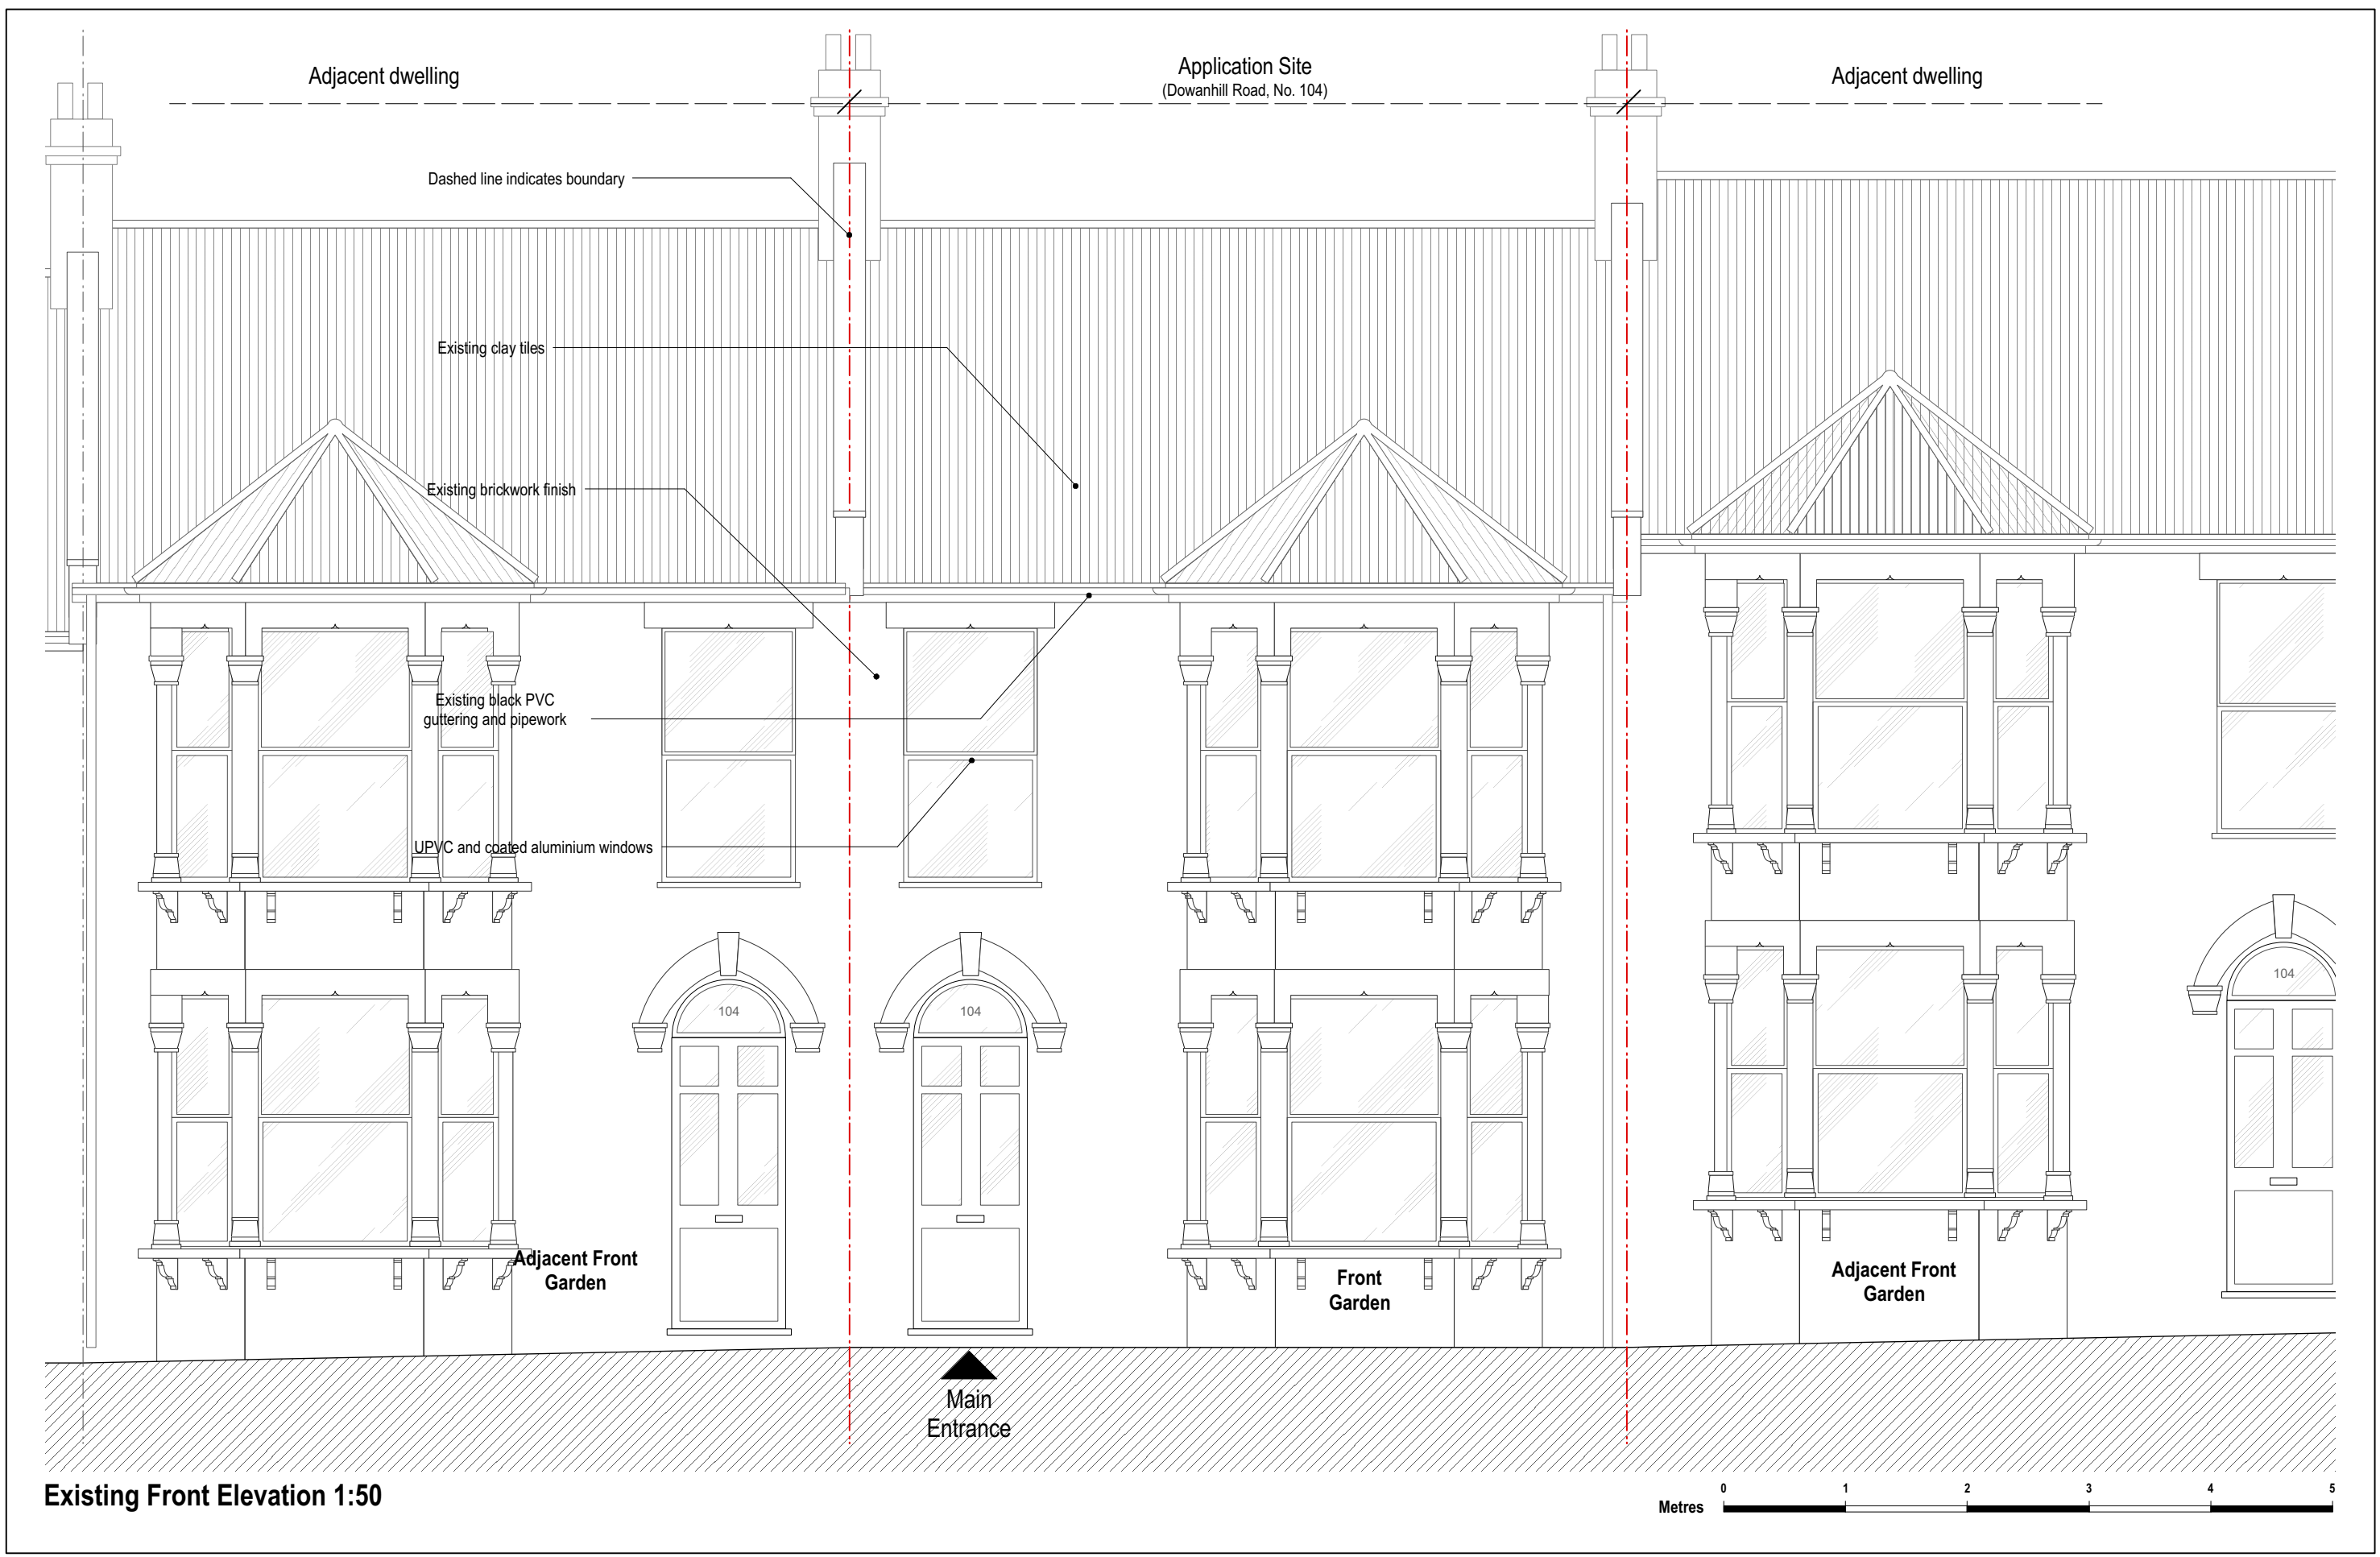 Adjacent dwelling
Application Site
(Dowanhill Road, No. 104)
Adjacent dwelling
Dashed line indicates boundary
Existing clay tiles
Existing brickwork finish
Existing black PVC
guttering and pipework
UPVC and coated aluminium windows
104
104
104
Adjacent Front
Garden
Front
Garden
Adjacent Front
Garden
Main
Entrance
Existing Front Elevation 1:50
Metres
0 1 2 3 4 5